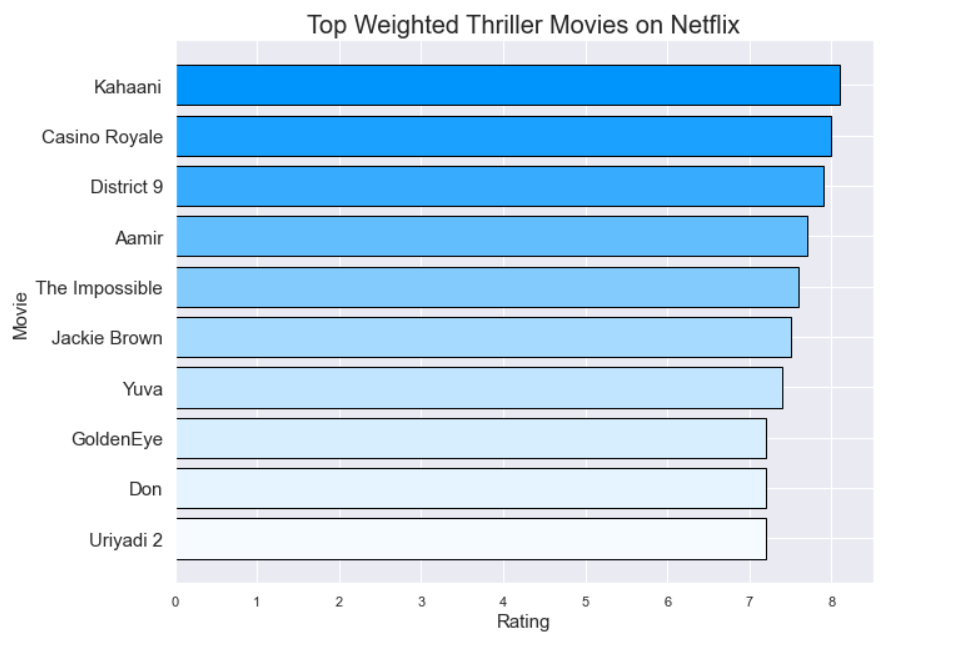 Top Weighted Thriller Movies on Netflix
Movie
Kahaani
Casino Royale
District 9
Aamir
The Impossible
Jackie Brown
Yuva
GoldenEye
Don
Uriyadi 2
0 1 2 3 4 5 6 7 8
Rating